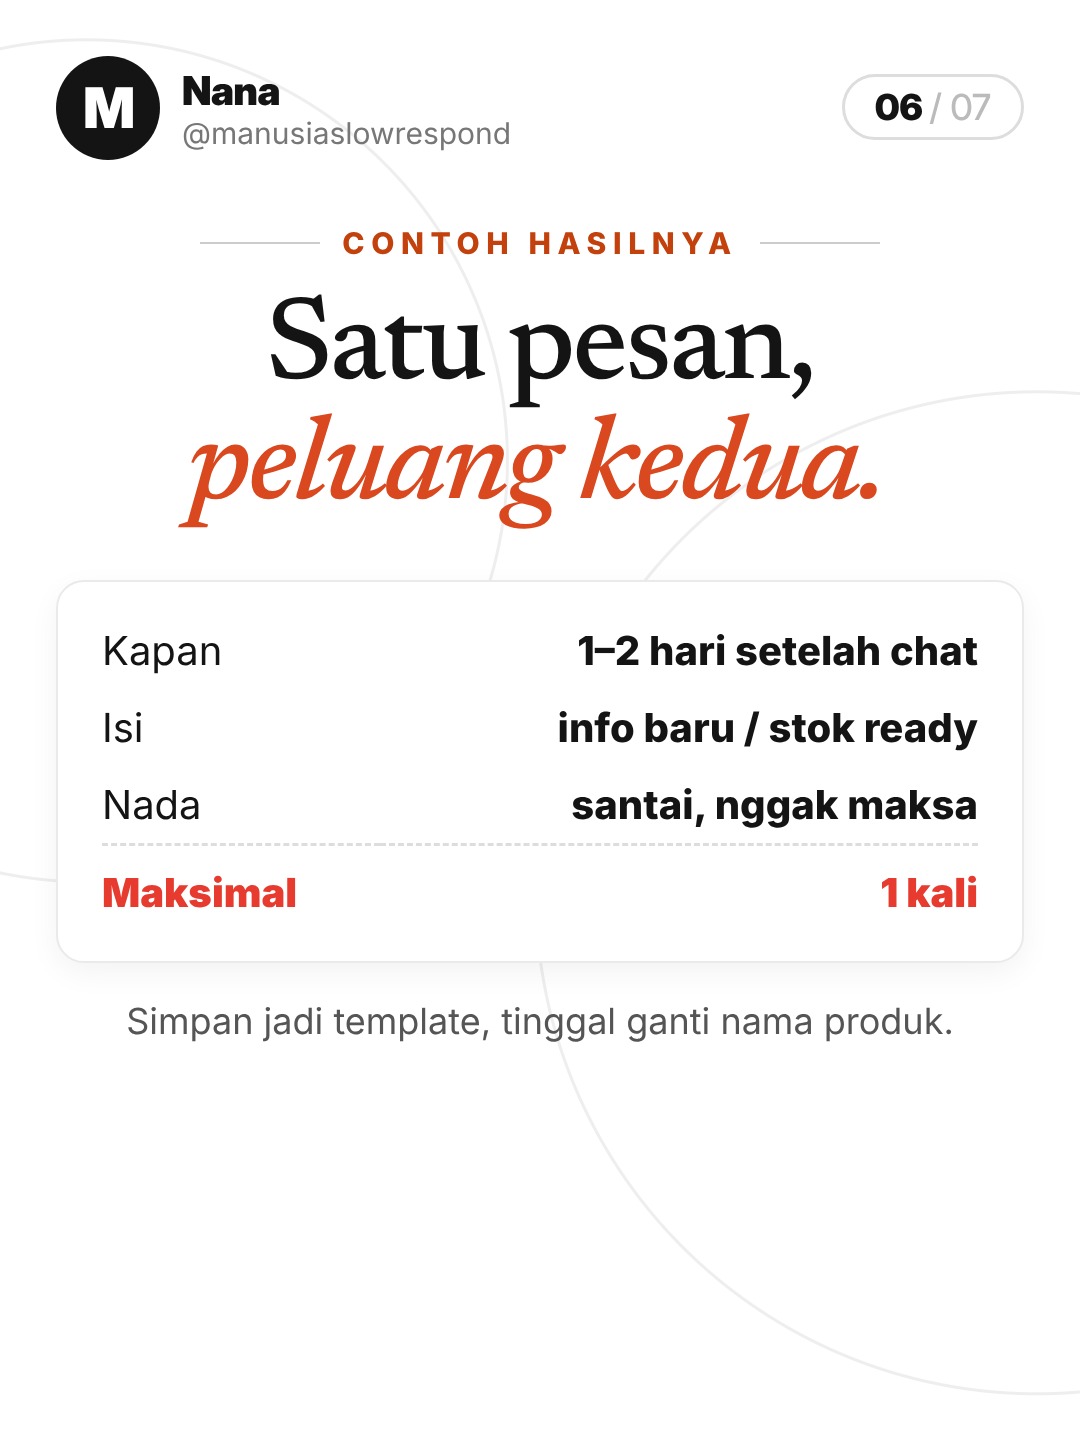 M
Nana
@manusiaslowrespond
06 / 07
CONTOH HASILNYA
Satu pesan,
peluang kedua.
Kapan 1–2 hari setelah chat
Isi info baru / stok ready
Nada santai, nggak maksa
Maksimal 1 kali
Simpan jadi template, tinggal ganti nama produk.